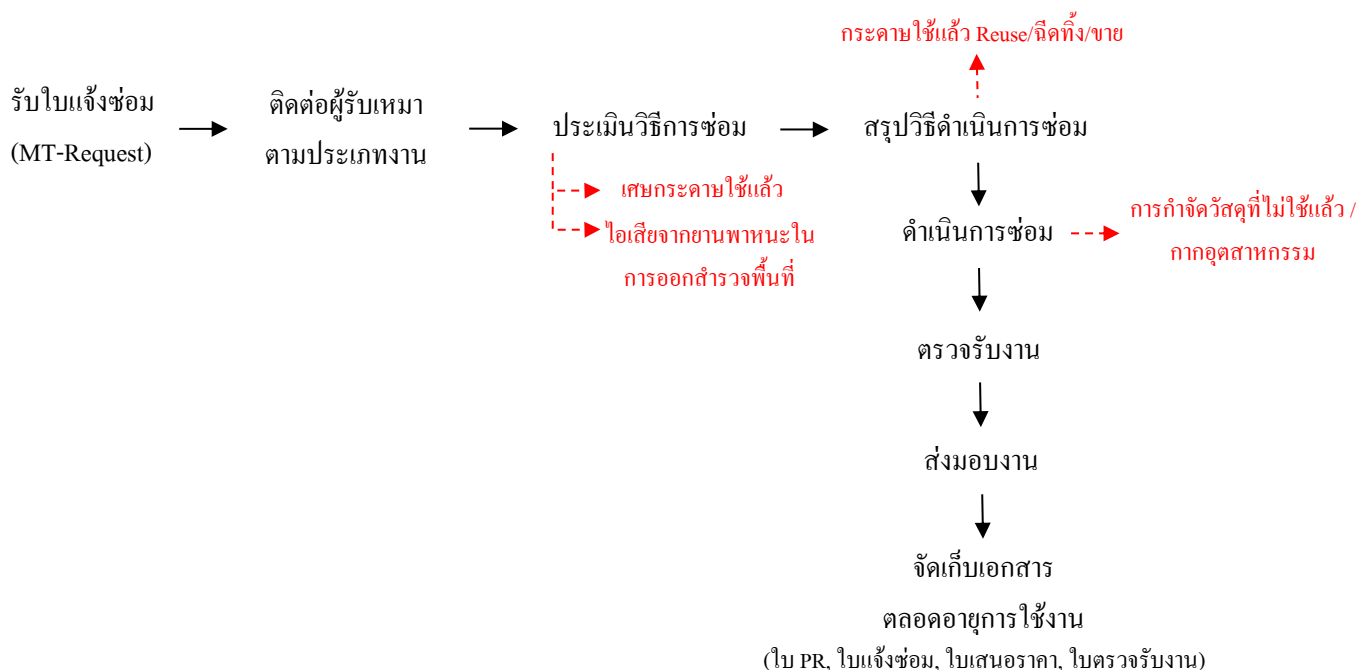 กระดาษใช้แล้ว Reuse/ฉีดทิ้ง/ขาย
รับใบแจ้งซ่อม
(MT-Request)
ติดต่อผู้รับเหมา
ตามประเภทงาน
ประเมินวิธีการซ่อม
สรุปวิธีดำเนินการซ่อม
เศษกระดาษใช้แล้ว
ไอเสียจากยานพาหนะใน
การออกสำรวจพื้นที่
ดำเนินการซ่อม
การกำจัดวัสดุที่ไม่ใช้แล้ว /
กากอุตสาหกรรม
ตรวจรับงาน
ส่งมอบงาน
จัดเก็บเอกสาร
ตลอดอายุการใช้งาน
(ใบ PR, ใบแจ้งซ่อม, ใบเสนอราคา, ใบตรวจรับงาน)